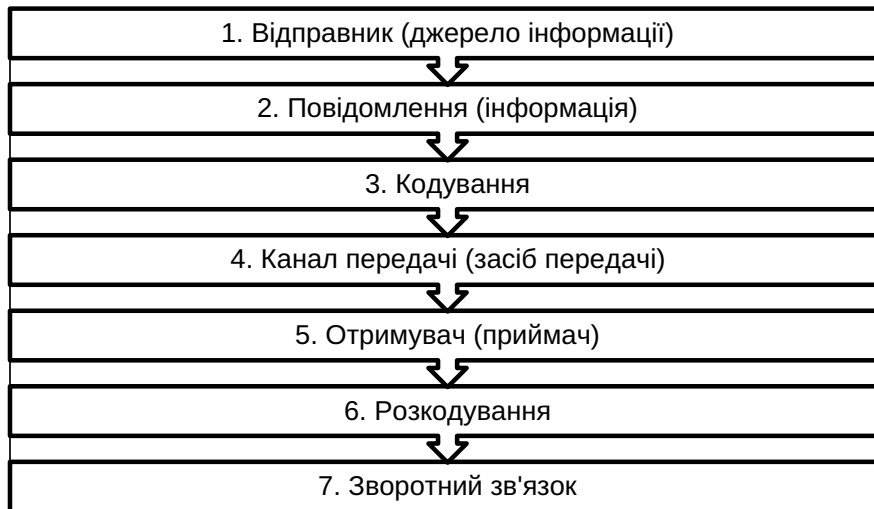 1. Відправник (джерело інформації)
2. Повідомлення (інформація)
3. Кодування
4. Канал передачі (засіб передачі)
5. Отримувач (приймач)
6. Розкодування
7. Зворотний зв'язок